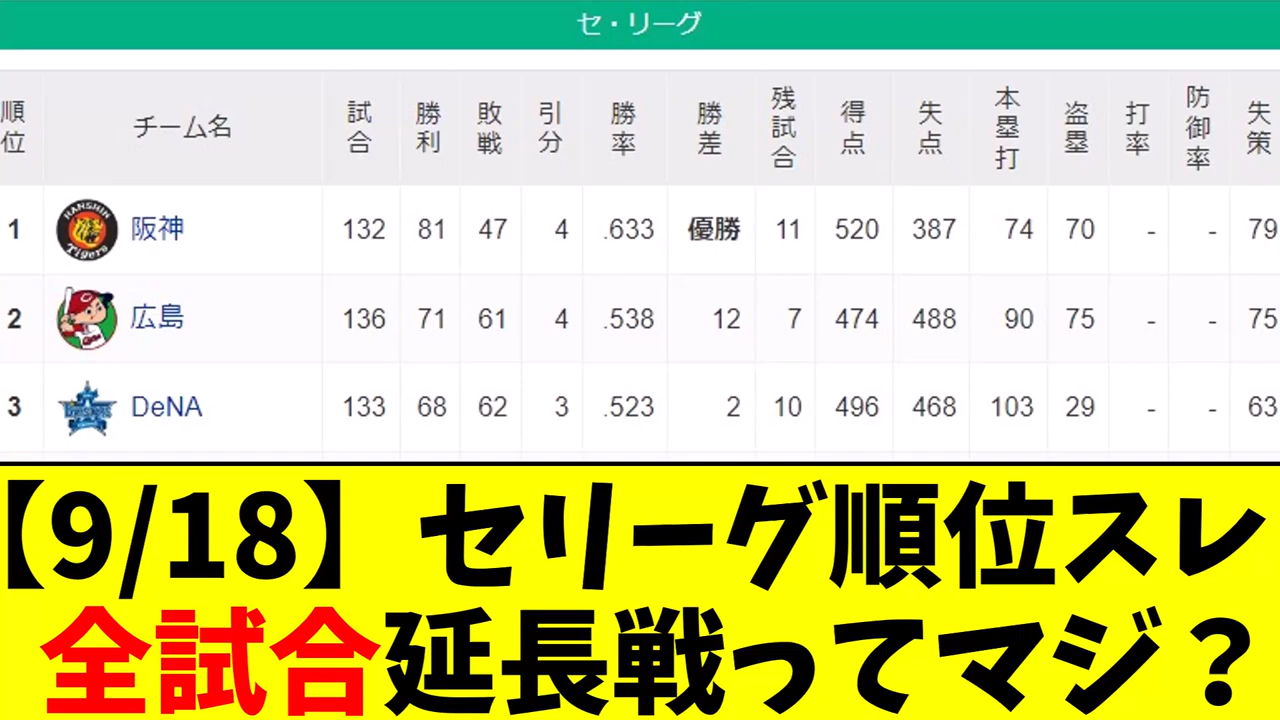 セ・リーグ
順位 チーム名 試合 勝利 敗戦 引分 勝率 勝差 残試合 得点 失点 本塁打 盗塁 打率 防御率 失策
1 HANSHIN Tigers 阪神 132 81 47 4 .633 優勝 11 520 387 74 70 - - 79
2 広島 136 71 61 4 .538 12 7 474 488 90 75 - - 75
3 DeNA 133 68 62 3 .523 2 10 496 468 103 29 - - 63
【9/18】セリーグ順位スレ
全試合延長戦ってマジ？